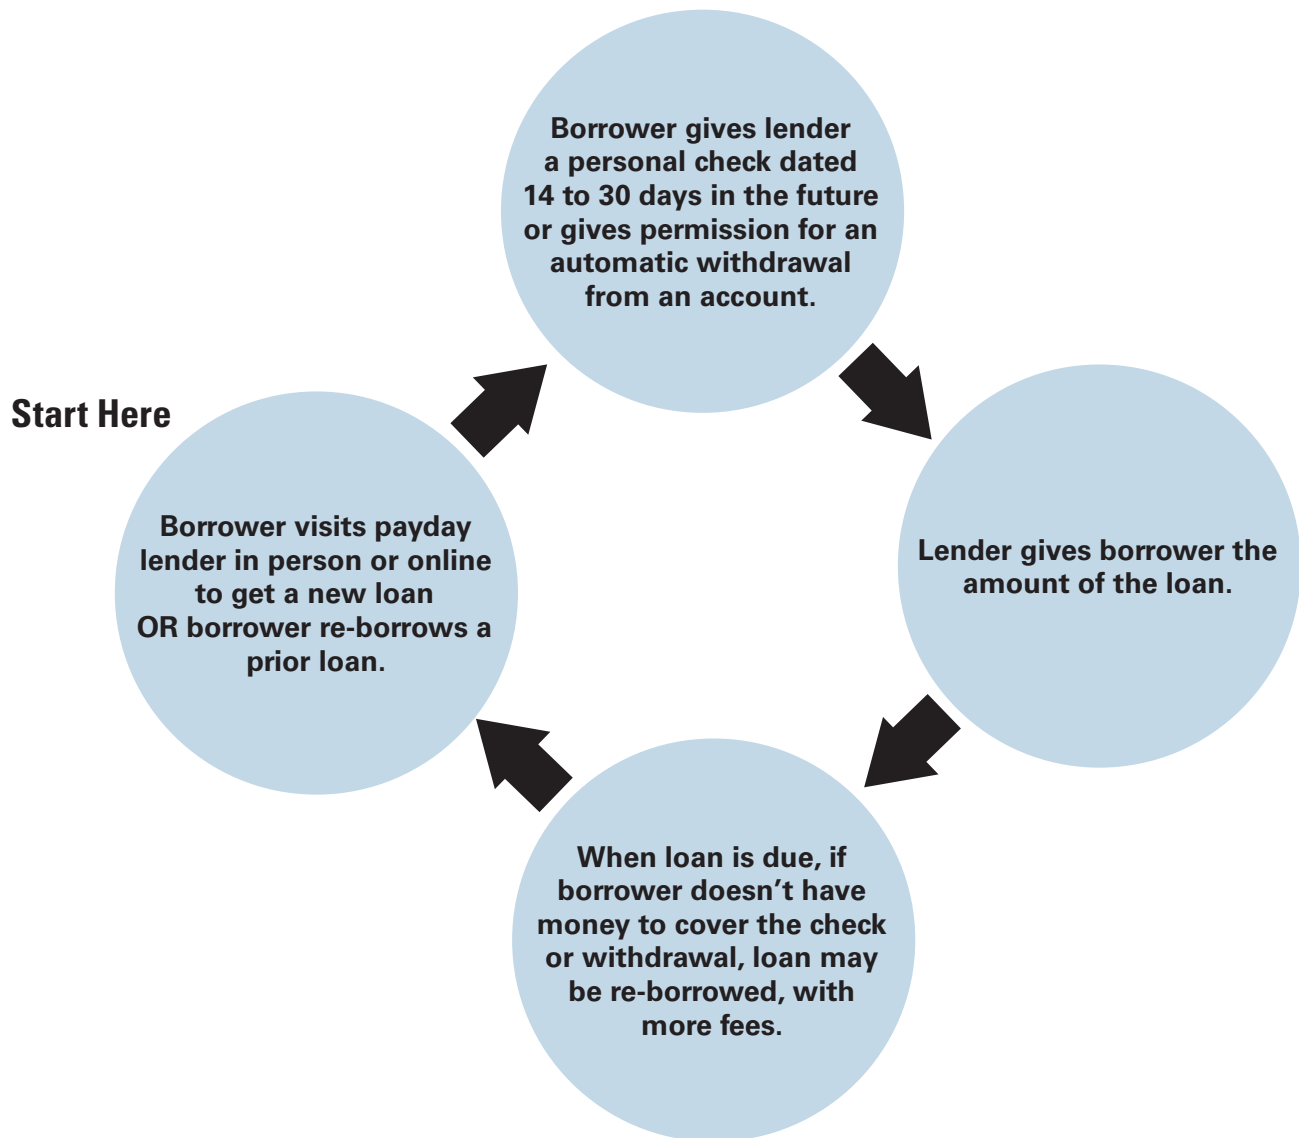 Start Here
Borrower visits payday
lender in person or online
to get a new loan
OR borrower re-borrows a
prior loan.
Borrower gives lender
a personal check dated
14 to 30 days in the future
or gives permission for an
automatic withdrawal
from an account.
Lender gives borrower the
amount of the loan.
When loan is due, if
borrower doesn’t have
money to cover the check
or withdrawal, loan may
be re-borrowed, with
more fees.